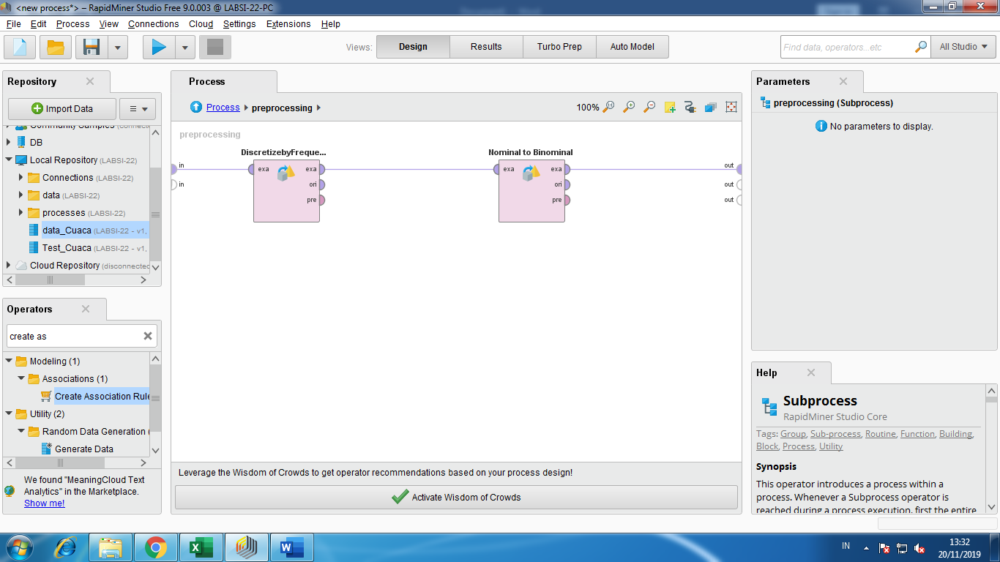 <new process*> – RapidMiner Studio Free 9.0.003 @ LABSI-22-PC
File Edit Process View Connections Cloud Settings Extensions Help
Views: Design Results Turbo Prep Auto Model
Find data, operators...etc
All Studio
Repository
Import Data
Community Samples (connected
DB
Local Repository (LABSI-22)
Connections (LABSI-22)
data (LABSI-22)
processes (LABSI-22)
data_Cuaca (LABSI-22 - v1,
Test_Cuaca (LABSI-22 - v1,
Cloud Repository (disconnected
Operators
create as
Modeling (1)
Associations (1)
Create Association Rule
Utility (2)
Random Data Generation (
Generate Data
We found "MeaningCloud Text
Analytics" in the Marketplace.
Show me!
Process
Process preprocessing
100%
preprocessing
DiscretizebyFreque...
Nominal to Binominal
in
in
exa exa
ori
pre
exa exa
ori
pre
out
out
out
Leverage the Wisdom of Crowds to get operator recommendations based on your process design!
Activate Wisdom of Crowds
Parameters
preprocessing (Subprocess)
No parameters to display.
Help
Subprocess
RapidMiner Studio Core
Tags: Group, Sub-process, Routine, Function, Building,
Block, Process, Utility
Synopsis
This operator introduces a process within a
process. Whenever a Subprocess operator is
reached during a process execution, first the entire
IN
13:32
20/11/2019